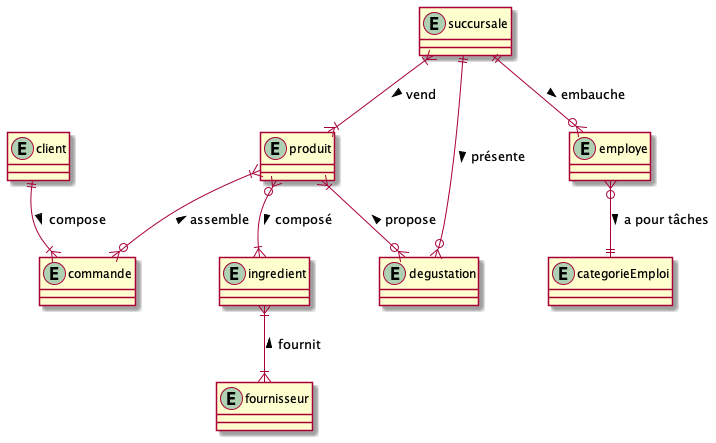 E succursale
vend
embauche
E client
E produit
présente
E employe
compose
assemble
composé
propose
a pour tâches
E commande
E ingredient
E degustation
E categorieEmploi
fournit
E fournisseur